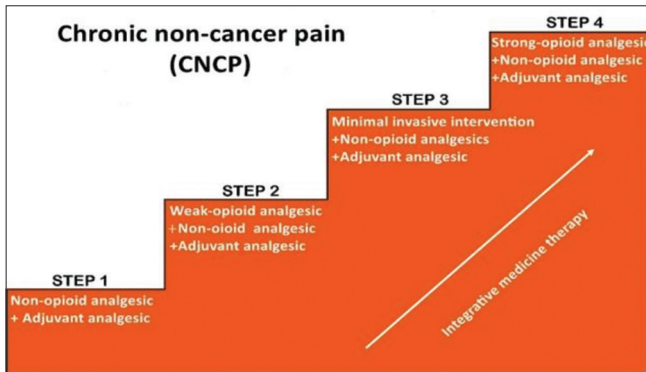 Chronic non-cancer pain
(CNCP)
STEP 1
Non-opioid analgesic
+ Adjuvant analgesic
STEP 2
Weak-opioid analgesic
+Non-oioid analgesic
+Adjuvant analgesic
STEP 3
Minimal invasive intervention
+Non-opioid analgesics
+Adjuvant analgesic
STEP 4
Strong-opioid analgesic
+Non-opioid analgesic
+Adjuvant analgesic
Integrative medicine therapy